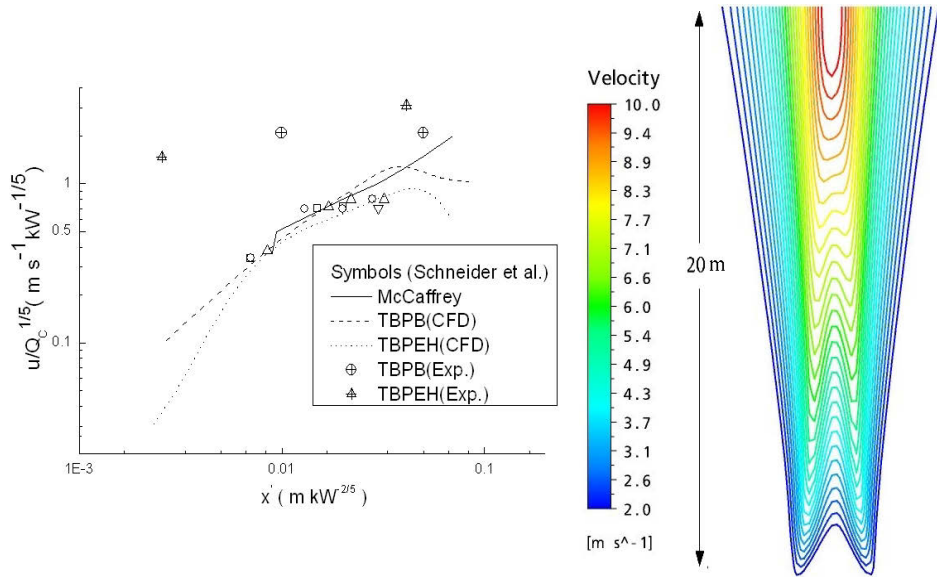 u/Q_C^1/5( m s^-1 kW^-1/5)
1
0.5
0.1
1E-3
0.01
0.1
x' ( m kW^-2/5)
Symbols (Schneider et al.)
McCaffrey
TBPB(CFD)
TBPEH(CFD)
TBPB(Exp.)
TBPEH(Exp.)
Velocity
10.0
9.4
8.9
8.3
7.7
7.1
6.6
6.0
5.4
4.9
4.3
3.7
3.1
2.6
2.0
[m s^-1]
20 m